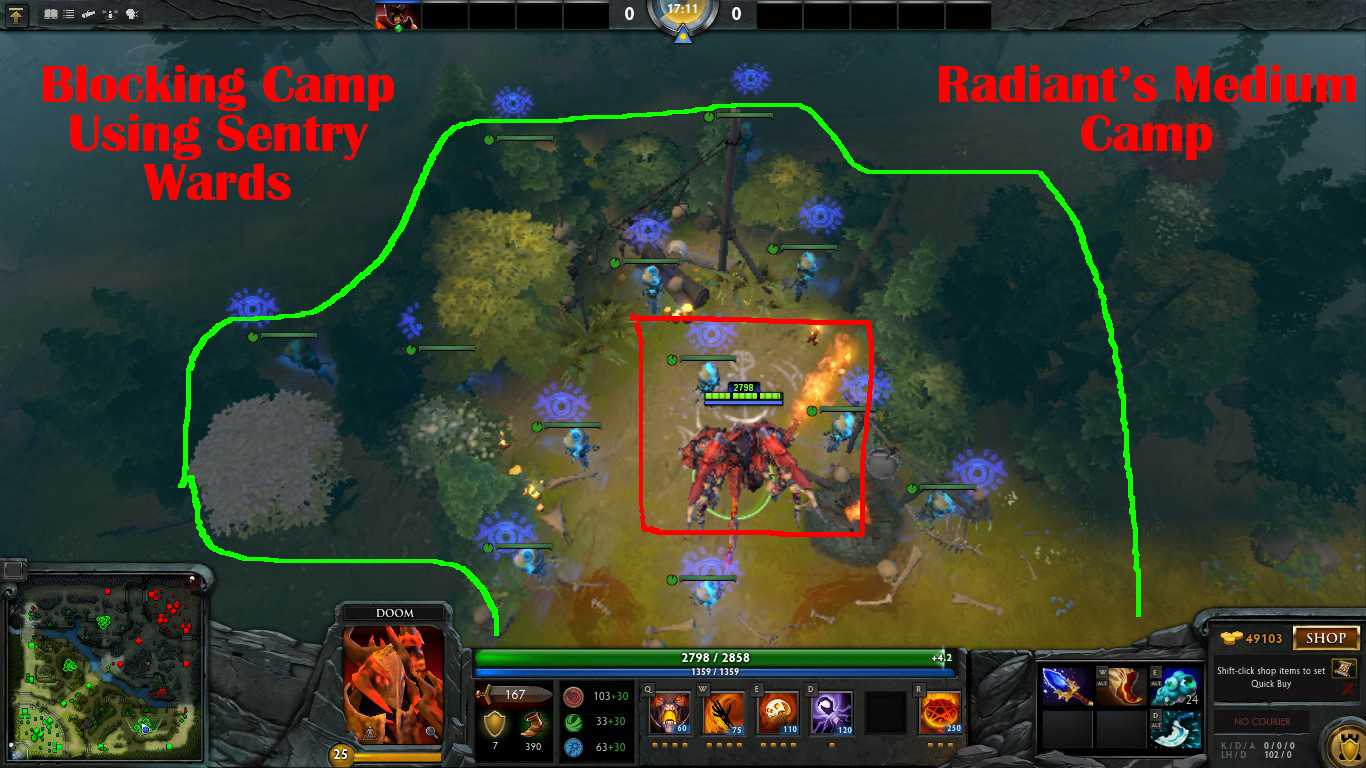 0
17:11
0
Blocking Camp
Using Sentry
Wards
Radiant's Medium
Camp
2798
DOOM
25
2798 / 2858
+4.2
1359 / 1359
167
7
390
103+30
33+30
63+30
Q
60
W
75
E
110
D
120
R
250
W
ALT
E
ALT
24
D
ALT
49103
SHOP
Shift-click shop items to set
Quick Buy
NO COURIER
K / D / A 0 / 0 / 0
LH / D 102 / 0